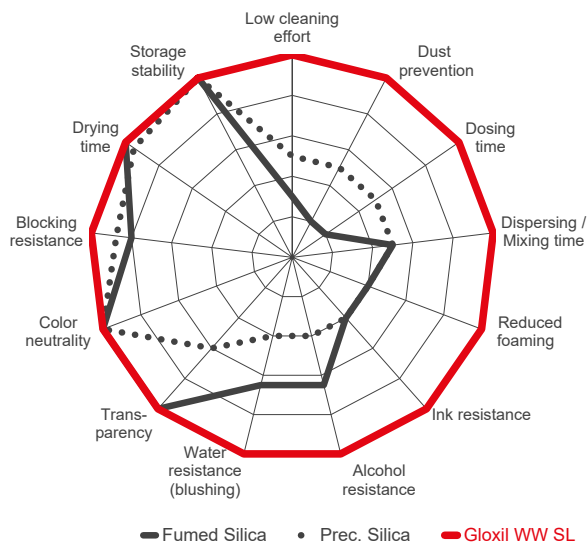 Low cleaning
effort
Dust
prevention
Dosing
time
Dispersing /
Mixing time
Reduced
foaming
Ink resistance
Alcohol
resistance
Water
resistance
(blushing)
Trans-
parency
Color
neutrality
Blocking
resistance
Drying
time
Storage
stability
Fumed Silica
Prec. Silica
Gloxil WW SL